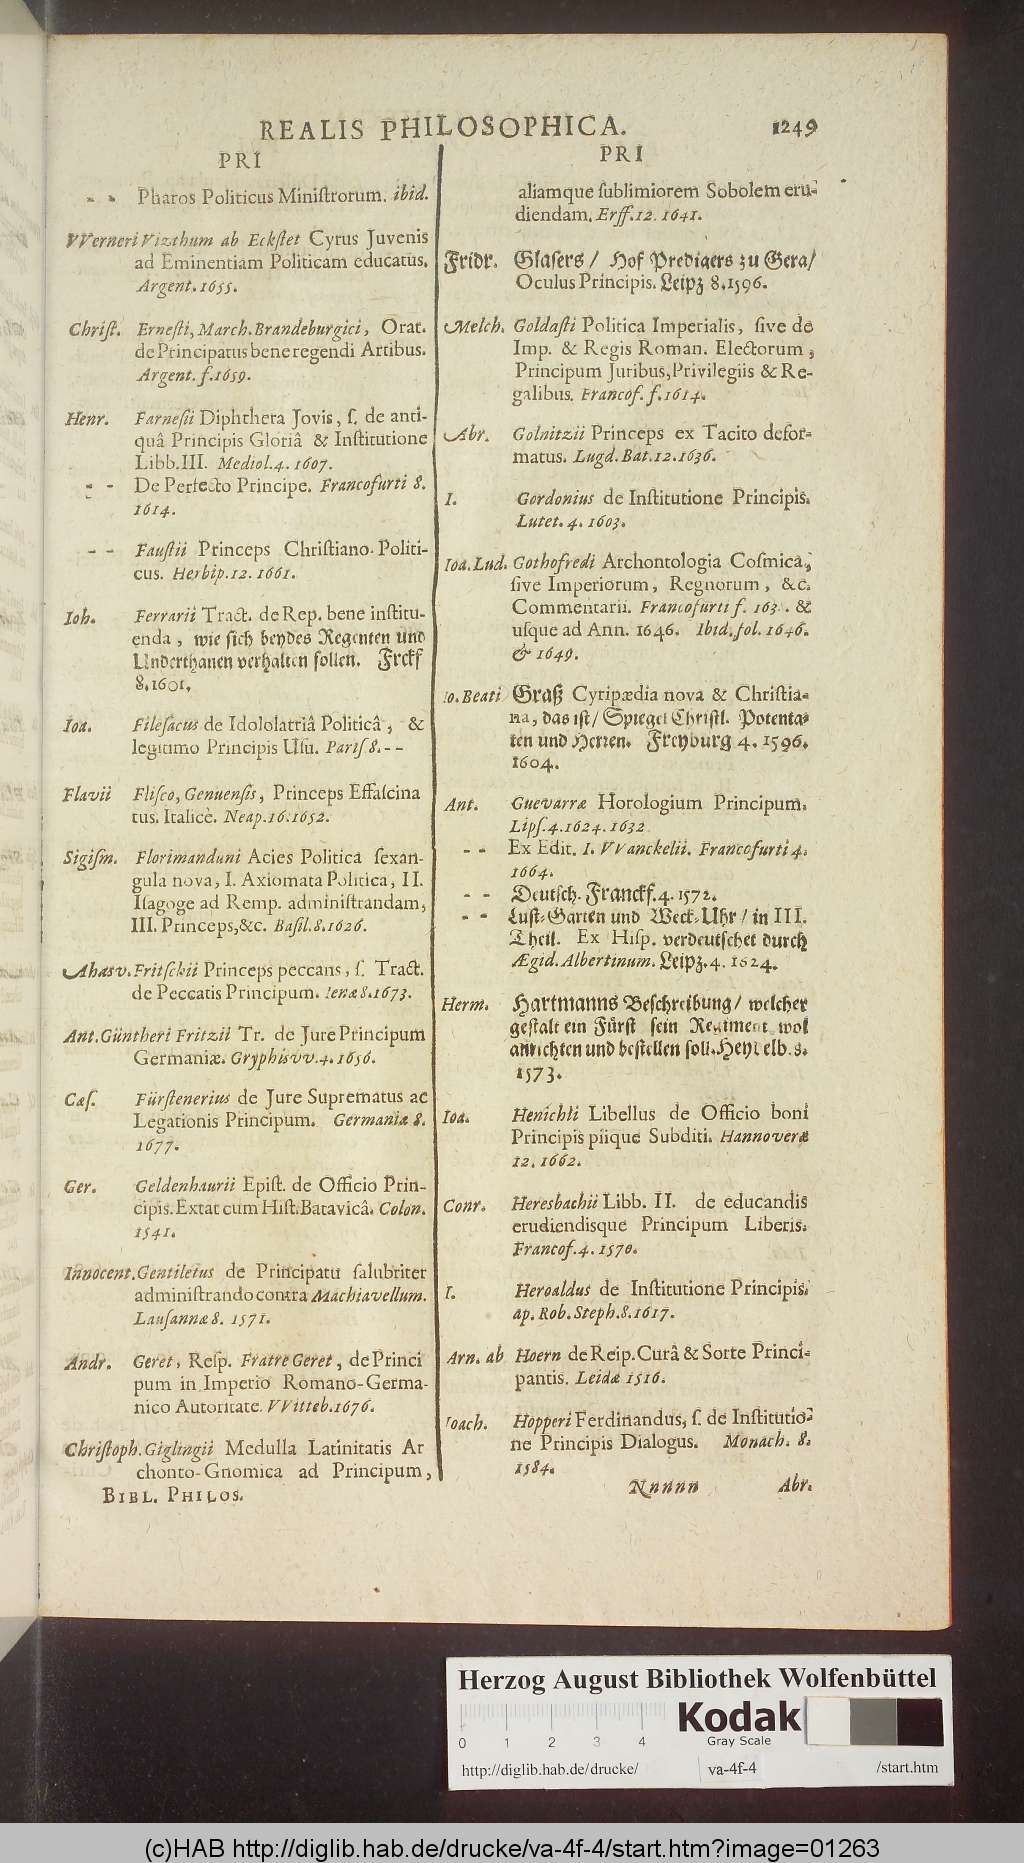 REALIS PHILOSOPHICA. 1249
PRI
- - Pharos Politicus Miniſtrorum. ibid.
VVerneri Vizthum ab Eckſtet Cyrus Juvenis
ad Eminentiam Politicam educatus.
Argent. 1655.
Chriſt. Erneſti, March. Brandeburgici, Orat.
de Principatus bene regendi Artibus.
Argent. f. 1659.
Henr. Farneſii Diphthera Jovis, ſ. de anti-
quâ Principis Gloriâ & Inſtitutione
Libb. III. Mediol. 4. 1607.
- - De Perfecto Principe. Francofurti 8.
1614.
- - Fauſtii Princeps Chriſtiano-Politi-
cus. Herbip. 12. 1661.
Ioh. Ferrarii Tract. de Rep. bene inſtitu-
enda, wie ſich beydes Regenten und
Underthanen verhalten ſollen. Frckf
8. 1601.
Ioa. Fileſacus de Idololatriâ Politicâ, &
legitimo Principis Uſu. Pariſ 8. - -
Flavii Fliſco, Genuenſis, Princeps Effaſcina
tus. Italicè. Neap. 16. 1652.
Sigiſm. Florimanduni Acies Politica ſexan-
gula nova, I. Axiomata Politica, II.
Iſagoge ad Remp. adminiſtrandam,
III. Princeps, &c. Baſil. 8. 1626.
Ahasv. Fritſchii Princeps peccans, ſ. Tract.
de Peccatis Principum. Ienæ 8. 1673.
Ant. Güntheri Fritzii Tr. de Jure Principum
Germaniæ. Gryphisvv. 4. 1656.
Cæſ. Fürſtenerius de Jure Suprematus ac
Legationis Principum. Germaniæ 8.
1677.
Ger. Geldenhaurii Epiſt. de Officio Prin-
cipis. Extat cum Hiſt. Batavicâ. Colon.
1541.
Innocent. Gentiletus de Principatu ſalubriter
adminiſtrando contra Machiavellum.
Lauſannæ 8. 1571.
Andr. Geret, Reſp. Fratre Geret, de Princi
pum in Imperio Romano-Germa-
nico Autoritate. VVitteb. 1676.
Chriſtoph. Giglingii Medulla Latinitatis Ar
chonto-Gnomica ad Principum,
BIBL. PHILOS.
PRI
aliamque ſublimiorem Sobolem eru-
diendam. Erff. 12. 1641.
Fridr. Glaſers / Hof Predigers zu Gera/
Oculus Principis. Leipz 8. 1596.
Melch. Goldaſti Politica Imperialis, ſive de
Imp. & Regis Roman. Electorum,
Principum Juribus, Privilegiis & Re-
galibus. Francof. f. 1614.
Abr. Golnitzii Princeps ex Tacito defor-
matus. Lugd. Bat. 12. 1636.
I. Gordonius de Inſtitutione Principis.
Lutet. 4. 1603.
Ioa. Lud. Gothofredi Archontologia Coſmica,
ſive Imperiorum, Regnorum, &c.
Commentarii. Francofurti f. &
uſque ad Ann. 1646. Ibid. fol. 1646.
& 1649.
Io. Beati Graß Cyripædia nova & Chriſtia-
na, das iſt/ Spiegel Chriſtl. Potenta-
ten und Herren. Freyburg 4. 1596.
1604.
Ant. Guevarræ Horologium Principum.
Lipſ. 4. 1624. 1632
- - Ex Edit. I. VVanckelii. Francofurti 4.
1664.
- - Deutſch. Franckf. 4. 1572.
- - Luſt-Garten und Weck-Uhr / in III.
Theil. Ex Hiſp. verdeutſchet durch
Ægid. Albertinum. Leipz. 4. 1624.
Herm. Hartmanns Beſchreibung / welcher
geſtalt ein Fürſt ſein Regiment wol
anrichten und beſtellen ſoll. Heydelb. 8.
1573.
Ioa. Henichii Libellus de Officio boni
Principis piique Subditi. Hannoveræ
12. 1662.
Conr. Heresbachii Libb. II. de educandis
erudiendisque Principum Liberis.
Francof. 4. 1570.
I. Heroaldus de Inſtitutione Principis.
ap. Rob. Steph. 8. 1617.
Arn. ab Hoern de Reip. Curâ & Sorte Princi-
pantis. Leidæ 1516.
Ioach. Hopperi Ferdinandus, ſ. de Inſtitutio-
ne Principis Dialogus. Monach. 8.
1584.
Nnnnn Abr.
Herzog August Bibliothek Wolfenbüttel
0 1 2 3 4
Kodak
Gray Scale
http://diglib.hab.de/drucke/ va-4f-4 /start.htm
(c)HAB http://diglib.hab.de/drucke/va-4f-4/start.htm?image=01263